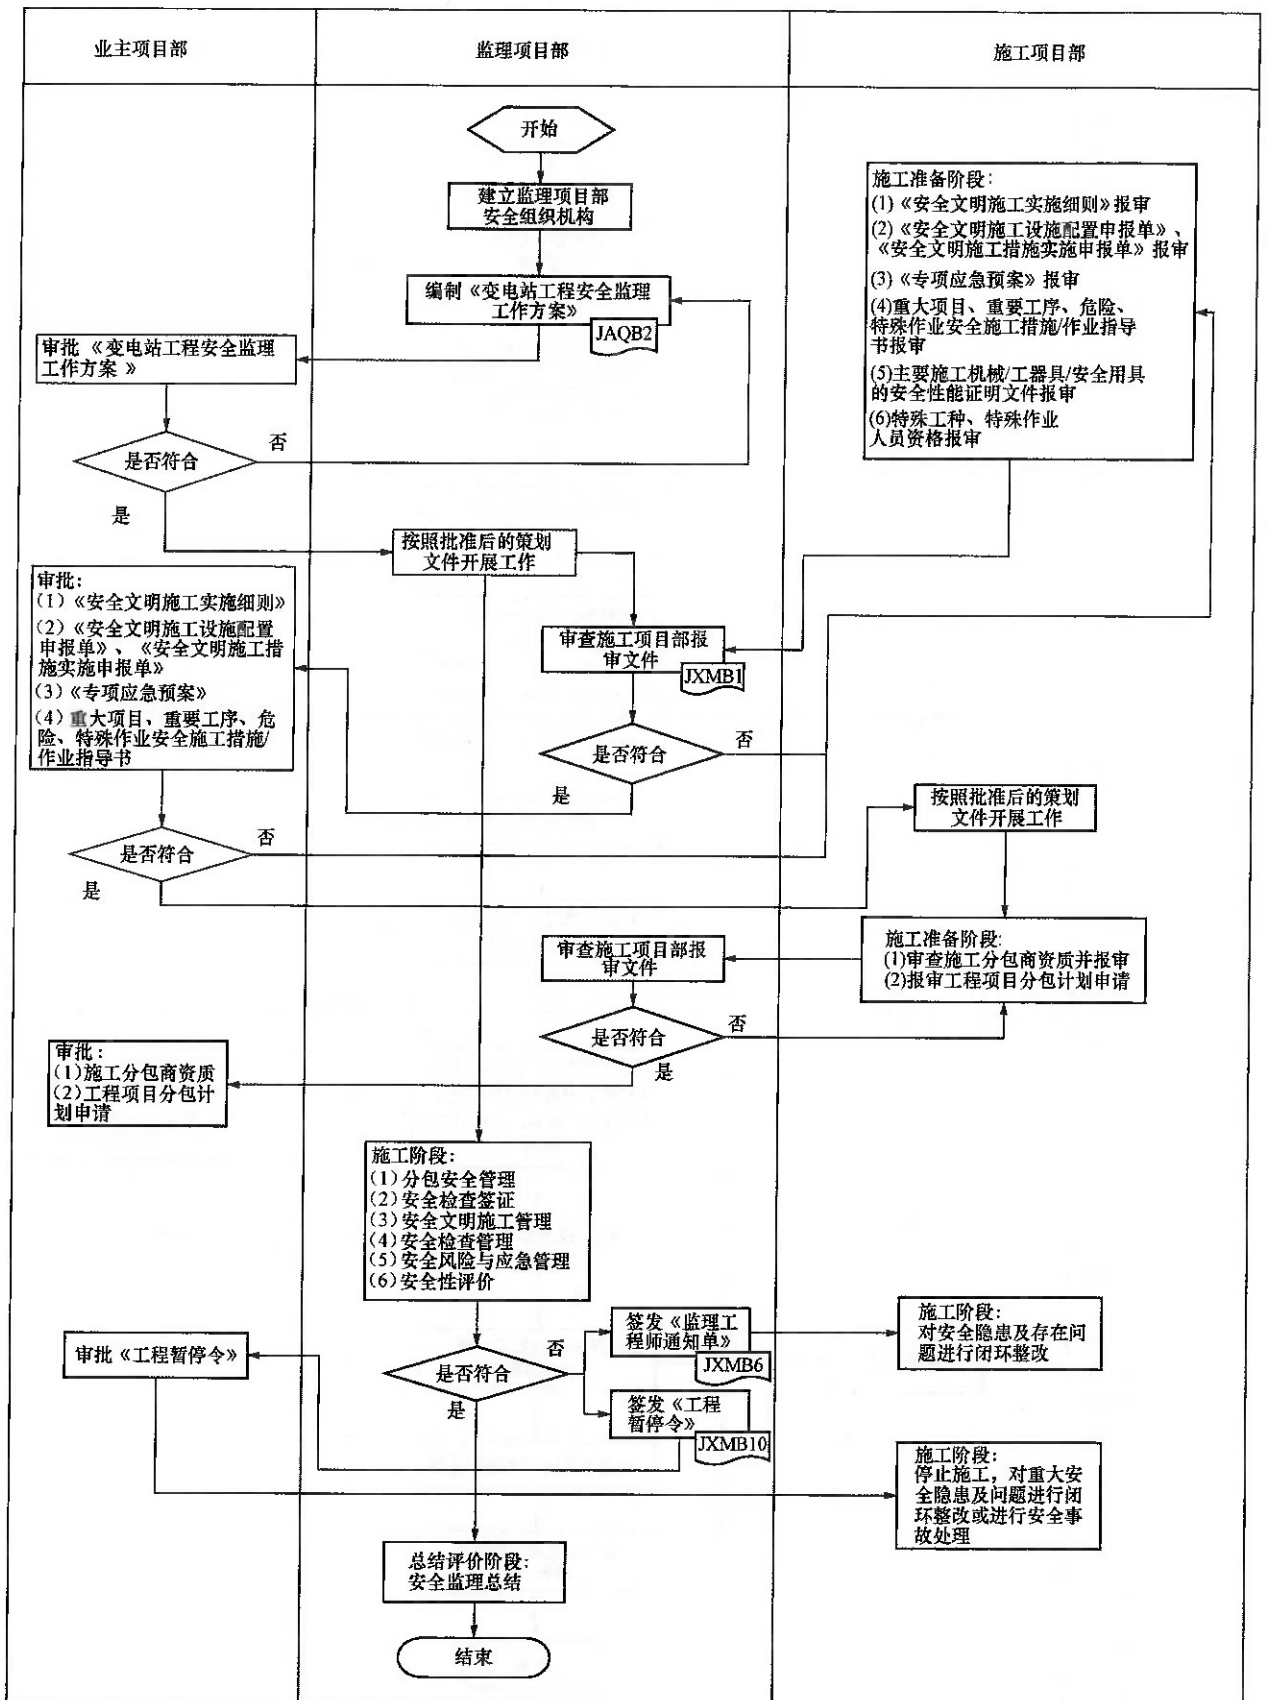 业主项目部
监理项目部
施工项目部
开始
建立监理项目部
安全组织机构
编制《变电站工程安全监理
工作方案》
JAQB2
施工准备阶段：
(1)《安全文明施工实施细则》报审
(2)《安全文明施工设施配置申报单》、
《安全文明施工措施实施申报单》报审
(3)《专项应急预案》报审
(4)重大项目、重要工序、危险、
特殊作业安全施工措施/作业指导
书报审
(5)主要施工机械/工器具/安全用具
的安全性能证明文件报审
(6)特殊工种、特殊作业
人员资格报审
审批《变电站工程安全监理
工作方案 》
是否符合
否
是
按照批准后的策划
文件开展工作
审批：
(1)《安全文明施工实施细则》
(2)《安全文明施工设施配置
申报单》、《安全文明施工措
施实施申报单》
(3)《专项应急预案》
(4)重大项目、重要工序、危
险、特殊作业安全施工措施/
作业指导书
审查施工项目部报
审文件
JXMB1
是否符合
否
是
是否符合
否
是
按照批准后的策划
文件开展工作
施工准备阶段：
(1)审查施工分包商资质并报审
(2)报审工程项目分包计划申请
审查施工项目部报
审文件
是否符合
否
是
审批：
(1)施工分包商资质
(2)工程项目分包计
划申请
施工阶段：
(1)分包安全管理
(2)安全检查签证
(3)安全文明施工管理
(4)安全检查管理
(5)安全风险与应急管理
(6)安全性评价
是否符合
否
是
签发《监理工
程师通知单》
JXMB6
施工阶段：
对安全隐患及存在问
题进行闭环整改
审批《工程暂停令》
签发《工程
暂停令》
JXMB10
施工阶段：
停止施工，对重大安
全隐患及问题进行闭
环整改或进行安全事
故处理
总结评价阶段：
安全监理总结
结束